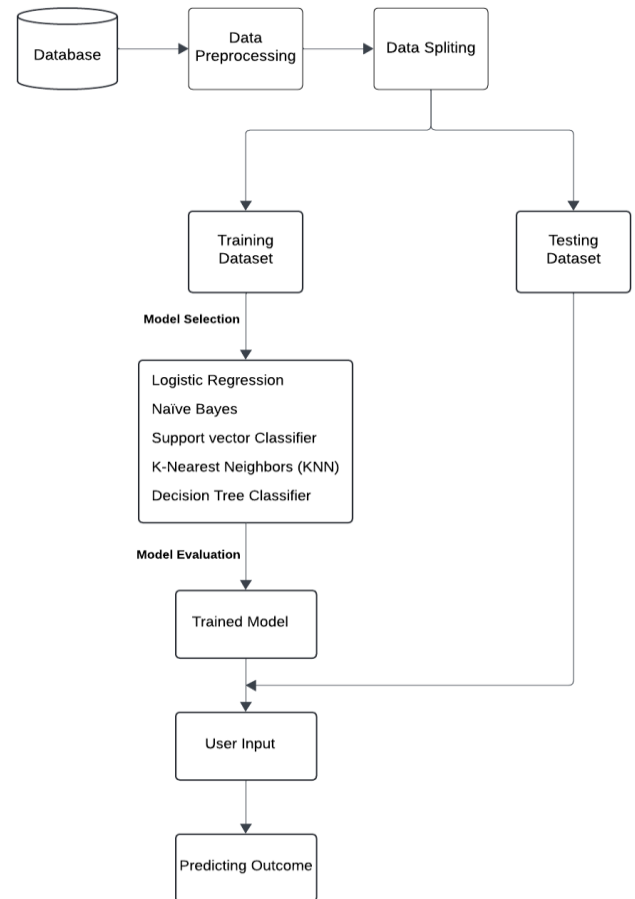 Database
Data
Preprocessing
Data Spliting
Training
Dataset
Testing
Dataset
Model Selection
Logistic Regression
Naïve Bayes
Support vector Classifier
K-Nearest Neighbors (KNN)
Decision Tree Classifier
Model Evaluation
Trained Model
User Input
Predicting Outcome